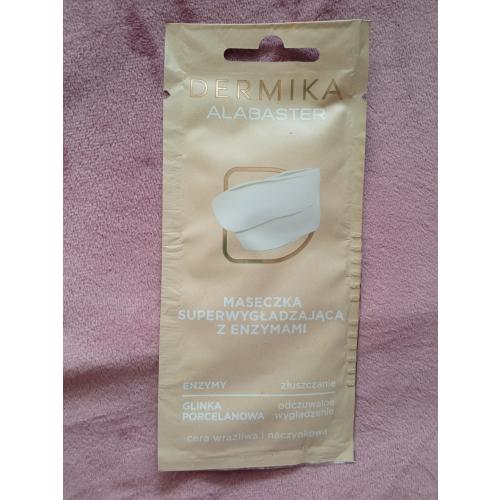 DERMIKA
ALABASTER
MASECZKA
SUPERWYGŁADZAJĄCA
Z ENZYMAMI
ENZYMY złuszczanie
GLINKA PORCELANOWA odczuwalne wygładzenie
cera wrażliwa i naczynkowa